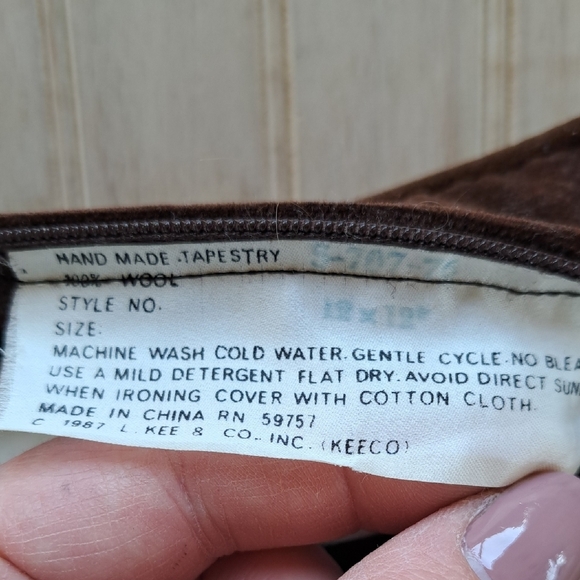 HAND MADE TAPESTRY
100% WOOL
STYLE NO.
12 x 12"
SIZE:
MACHINE WASH COLD WATER. GENTLE CYCLE. NO
USE A MILD DETERGENT FLAT DRY. AVOID DIRECT
WHEN IRONING COVER WITH COTTON CLOTH.
MADE IN CHINA RN 59757
C 1987 L. KEE & CO., INC. (KEECO)